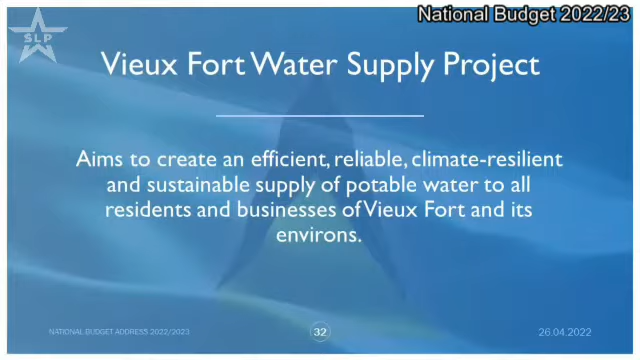 National Budget 2022/23
SLP
Vieux Fort Water Supply Project
Aims to create an efficient, reliable, climate-resilient
and sustainable supply of potable water to all
residents and businesses of Vieux Fort and its
environs.
NATIONAL BUDGET ADDRESS 2022/2023
32
26.04.2022